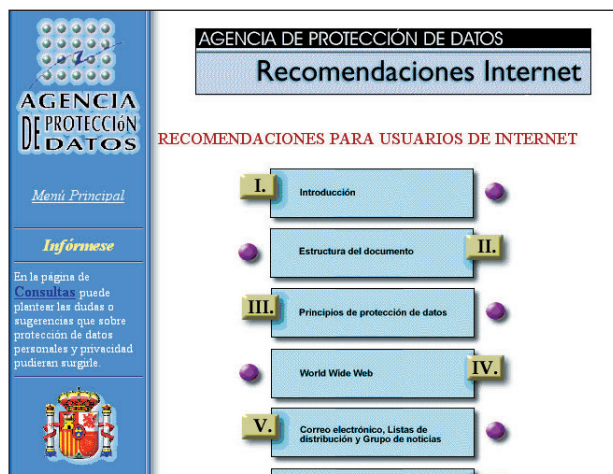 AGENCIA
DE PROTECCIÓN
DATOS
Menú Principal
Infórmese
En la página de
Consultas puede
plantear las dudas o
sugerencias que sobre
protección de datos
personales y privacidad
pudieran surgirle.
AGENCIA DE PROTECCIÓN DE DATOS
Recomendaciones Internet
RECOMENDACIONES PARA USUARIOS DE INTERNET
I. Introducción
Estructura del documento II.
III. Principios de protección de datos
World Wide Web IV.
V. Correo electrónico, Listas de
distribución y Grupo de noticias